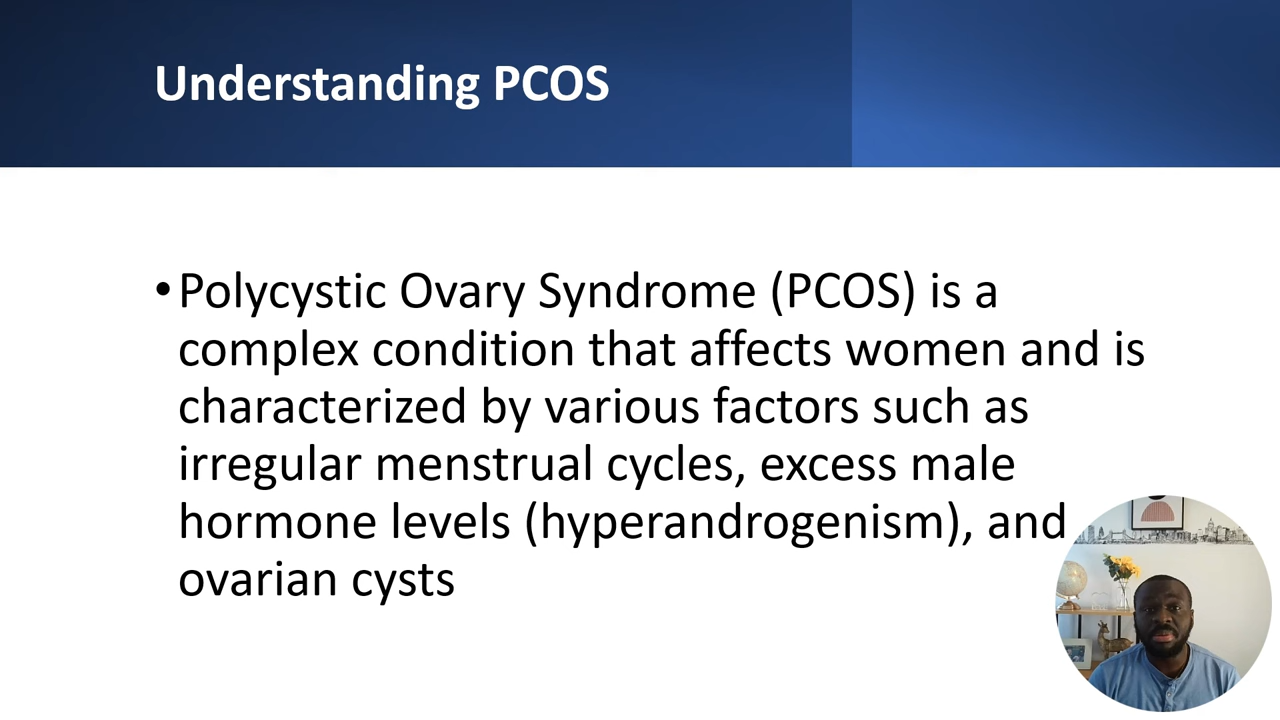 Understanding PCOS
•Polycystic Ovary Syndrome (PCOS) is a
complex condition that affects women and is
characterized by various factors such as
irregular menstrual cycles, excess male
hormone levels (hyperandrogenism), and
ovarian cysts